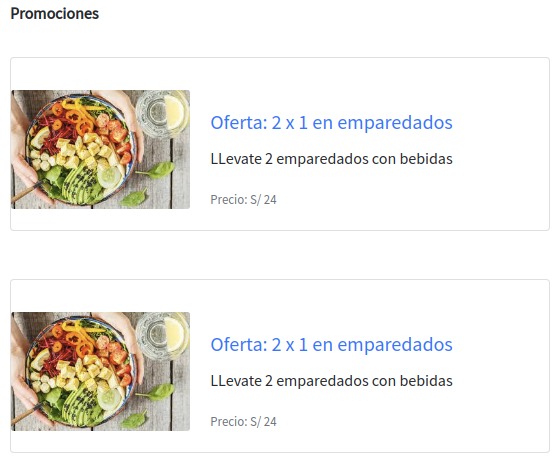 Promociones
Oferta: 2 x 1 en emparedados
LLevate 2 emparedados con bebidas
Precio: S/ 24
Oferta: 2 x 1 en emparedados
LLevate 2 emparedados con bebidas
Precio: S/ 24